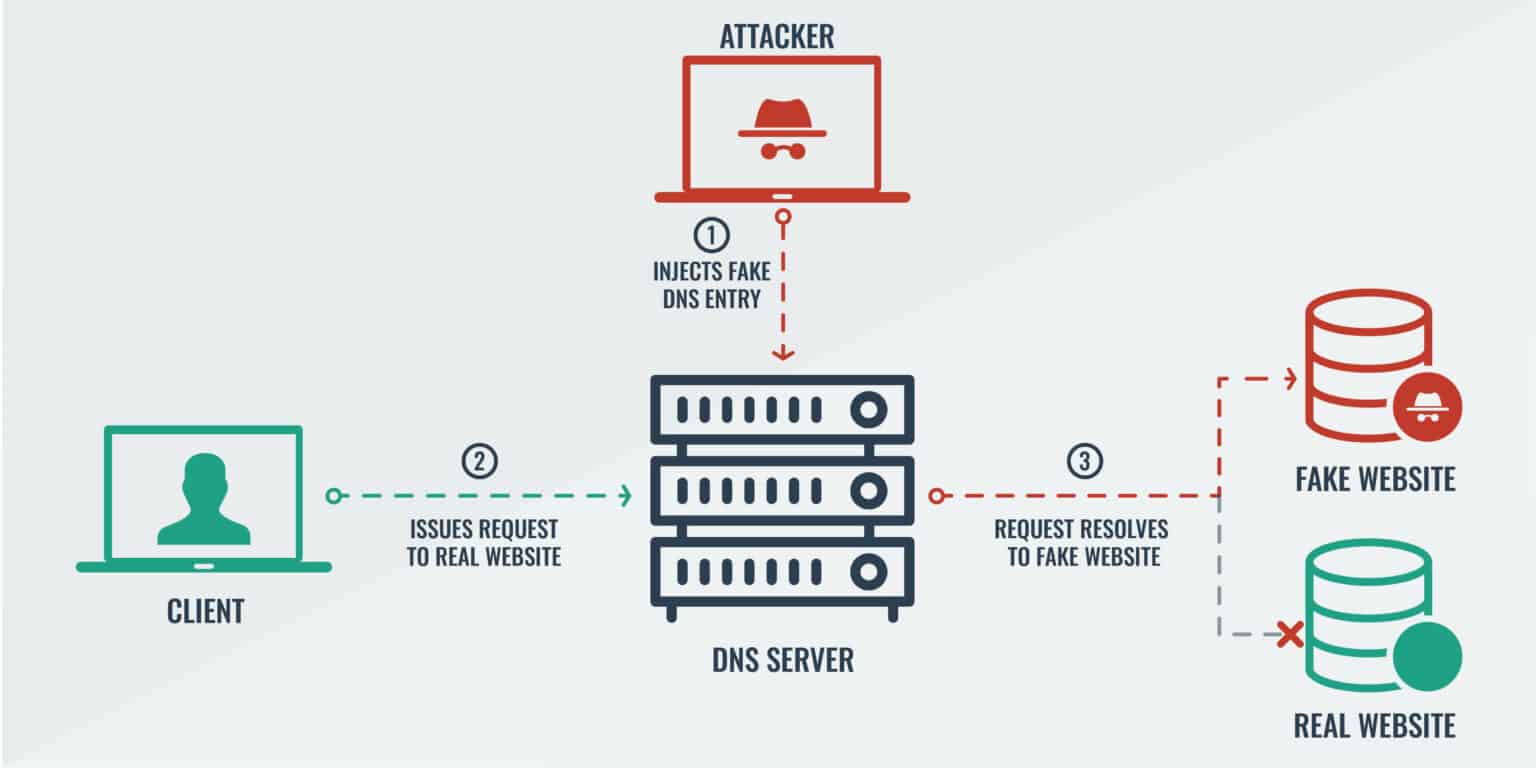 ATTACKER
1
INJECTS FAKE
DNS ENTRY
2
ISSUES REQUEST
TO REAL WEBSITE
CLIENT
DNS SERVER
3
REQUEST RESOLVES
TO FAKE WEBSITE
FAKE WEBSITE
REAL WEBSITE